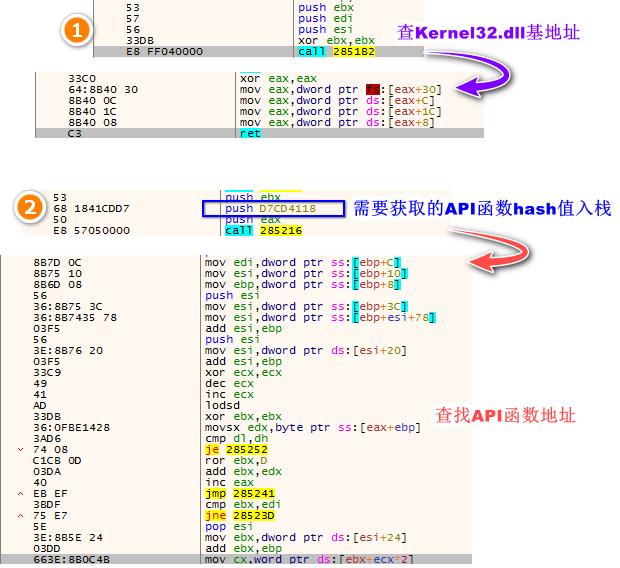 1
53 push ebx
57 push edi
56 push esi
33DB xor ebx,ebx
E8 FF040000 call 2851B2
查Kernel32.dll基地址
33C0 xor eax,eax
64:8B40 30 mov eax,dword ptr fs:[eax+30]
8B40 0C mov eax,dword ptr ds:[eax+C]
8B40 1C mov eax,dword ptr ds:[eax+1C]
8B40 08 mov eax,dword ptr ds:[eax+8]
C3 ret
2
53 push ebx
68 1841CDD7 push D7CD4118
需要获取的API函数hash值入栈
50 push eax
E8 57050000 call 285216
8B7D 0C mov edi,dword ptr ss:[ebp+C]
8B75 10 mov esi,dword ptr ss:[ebp+10]
8B6D 08 mov ebp,dword ptr ss:[ebp+8]
56 push esi
36:8B75 3C mov esi,dword ptr ss:[ebp+3C]
36:8B7435 78 mov esi,dword ptr ss:[ebp+esi+78]
03F5 add esi,ebp
56 push esi
3E:8B76 20 mov esi,dword ptr ds:[esi+20]
03F5 add esi,ebp
33C9 xor ecx,ecx
49 dec ecx
41 inc ecx
AD lodsd
查找API函数地址
33DB xor ebx,ebx
36:0FBE1428 movsx edx,byte ptr ss:[eax+ebp]
3AD6 cmp dl,dh
74 08 je 285252
C1CB 0D ror ebx,D
03DA add ebx,edx
40 inc eax
EB EF jmp 285241
3BDF cmp ebx,edi
75 E7 jne 28523D
5E pop esi
3E:8B5E 24 mov ebx,dword ptr ds:[esi+24]
03DD add ebx,ebp
663E:8B0C4B mov cx,word ptr ds:[ebx+ecx*2]